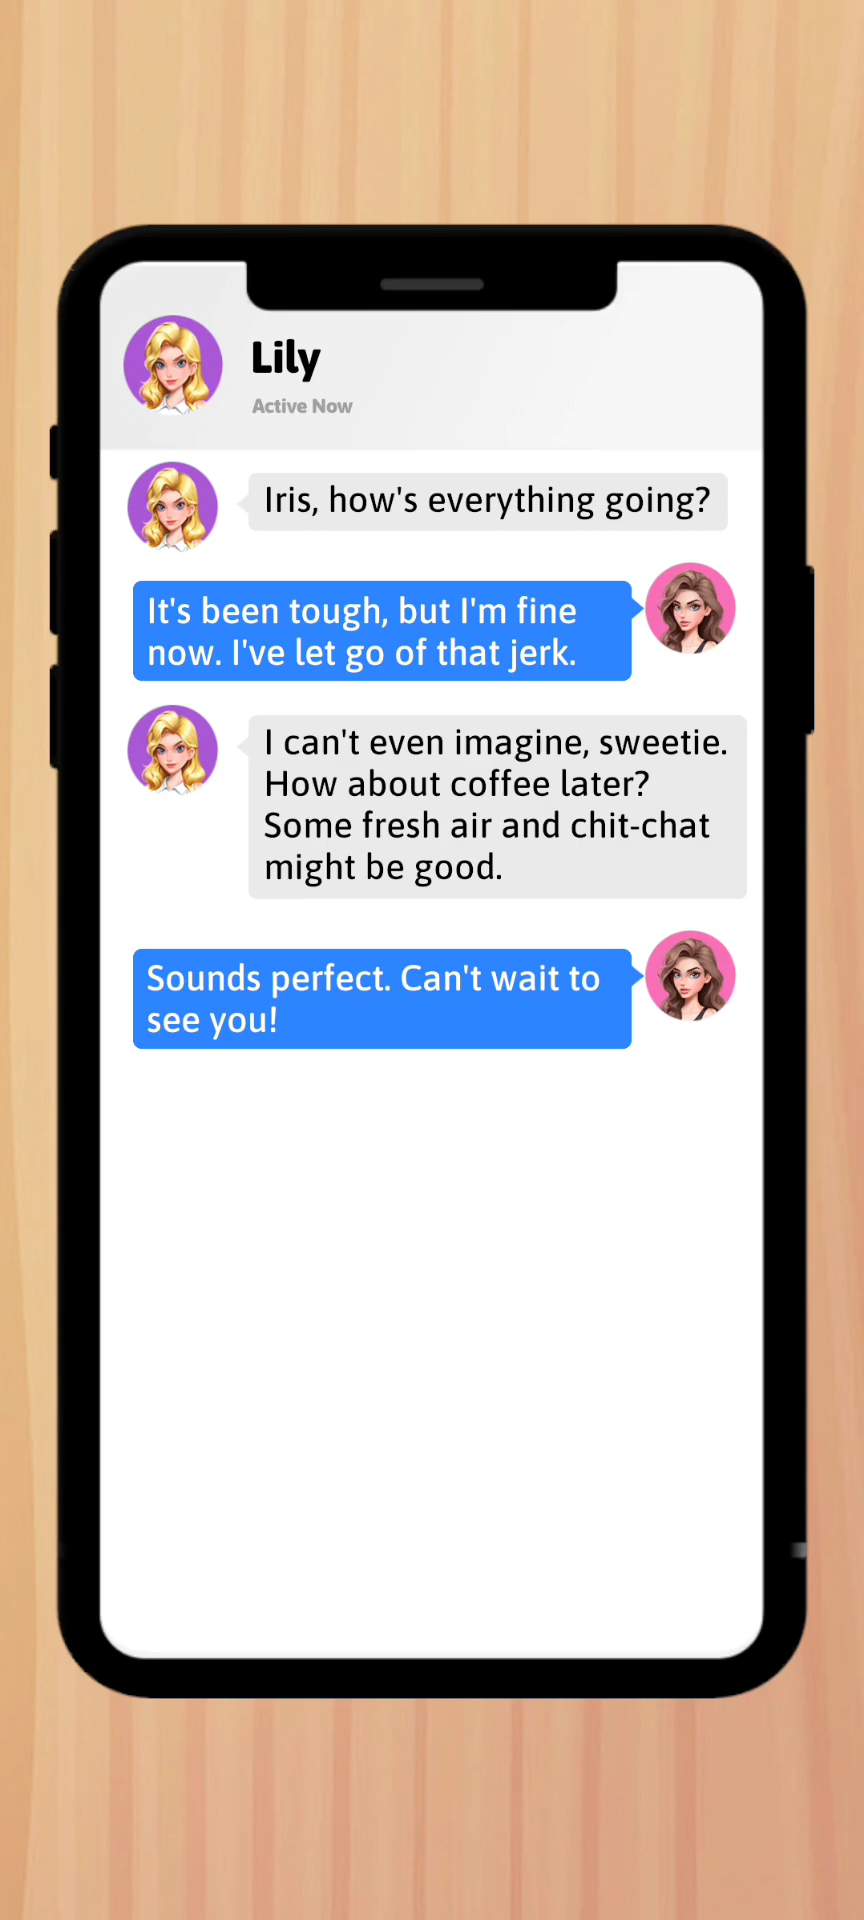 Lily
Active Now
Iris, how's everything going?
It's been tough, but I'm fine
now. I've let go of that jerk.
I can't even imagine, sweetie.
How about coffee later?
Some fresh air and chit-chat
might be good.
Sounds perfect. Can't wait to
see you!